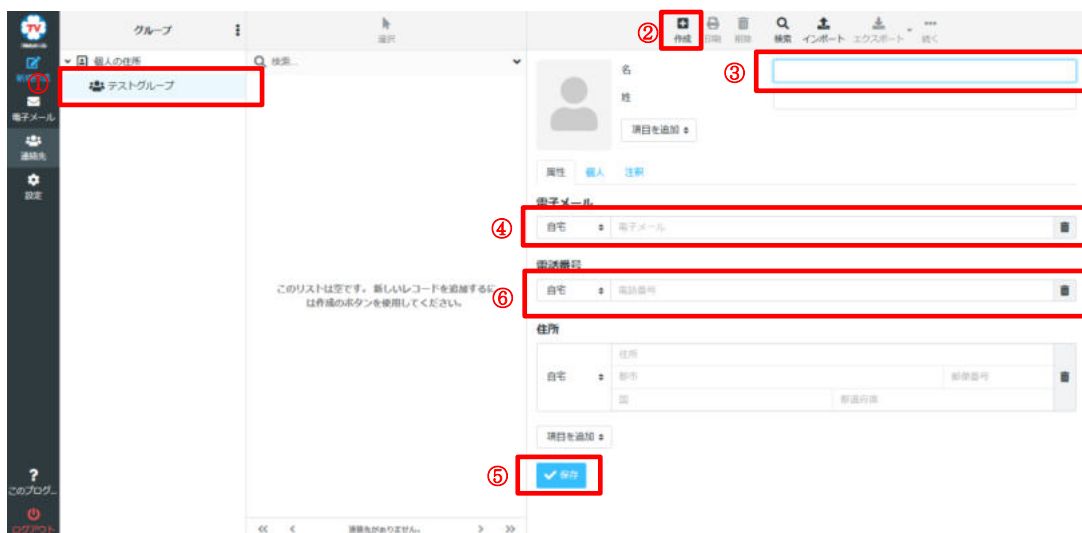 TV
グループ
選択
②
作成
印刷
削除
検索
インポート
エクスポート
続く
①
電子メール
連絡先
設定
個人の住所
テストグループ
検索...
このリストは空です。新しいレコードを追加するに
は作成のボタンを使用してください。
連絡先がありません。
名
③
姓
項目を追加
属性
個人
注釈
電子メール
④
自宅
電子メール
電話番号
⑥
自宅
電話番号
住所
自宅
住所
都市
郵便番号
国
都道府県
項目を追加
⑤
保存
?
このプログ...
ログアウト